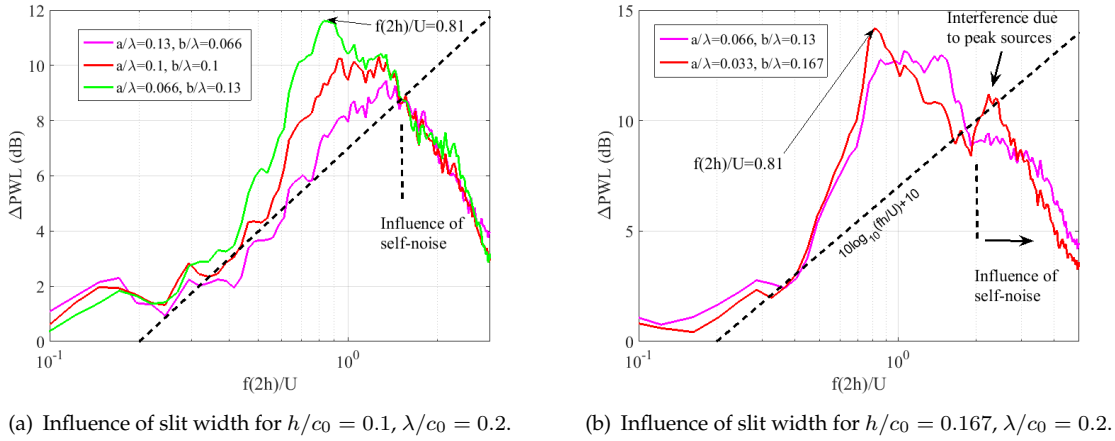 12
10
8
6
4
2
0
ΔPWL (dB)
a/λ=0.13, b/λ=0.066
a/λ=0.1, b/λ=0.1
a/λ=0.066, b/λ=0.13
f(2h)/U=0.81
Influence of
self-noise
10⁻¹
10⁰
f(2h)/U
(a) Influence of slit width for h/c₀ = 0.1, λ/c₀ = 0.2.
15
10
5
0
ΔPWL (dB)
a/λ=0.066, b/λ=0.13
a/λ=0.033, b/λ=0.167
Interference due
to peak sources
f(2h)/U=0.81
10log₁₀(fh/U)+10
Influence of
self-noise
10⁻¹
10⁰
f(2h)/U
(b) Influence of slit width for h/c₀ = 0.167, λ/c₀ = 0.2.